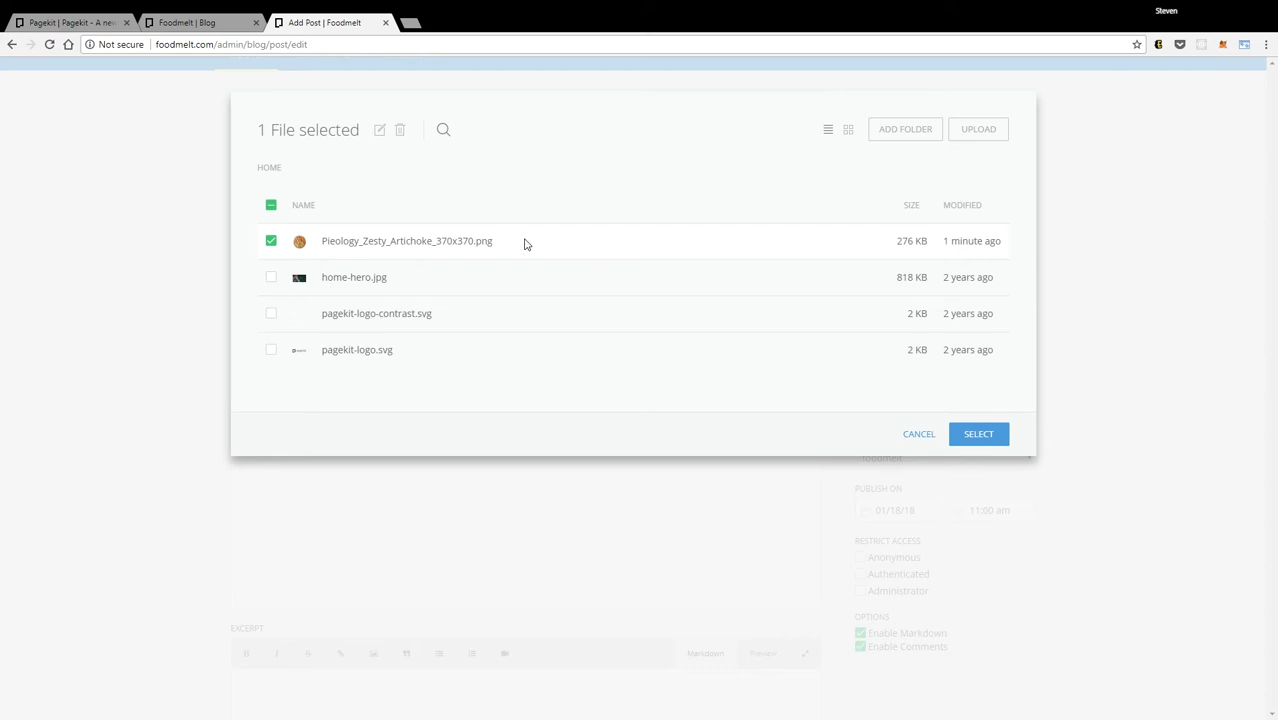 Steven
Pagekit | Pagekit - A new
Foodmelt | Blog
Add Post | Foodmelt
Not secure | foodmelt.com/admin/blog/post/edit
1 File selected
ADD FOLDER
UPLOAD
HOME
NAME SIZE MODIFIED
Pieology_Zesty_Artichoke_370x370.png 276 KB 1 minute ago
home-hero.jpg 818 KB 2 years ago
pagekit-logo-contrast.svg 2 KB 2 years ago
pagekit-logo.svg 2 KB 2 years ago
CANCEL SELECT
foodmelt
PUBLISH ON
01/18/18 11:00 am
RESTRICT ACCESS
Anonymous
Authenticated
Administrator
OPTIONS
Enable Markdown
Enable Comments
EXCERPT
B I S Markdown Preview